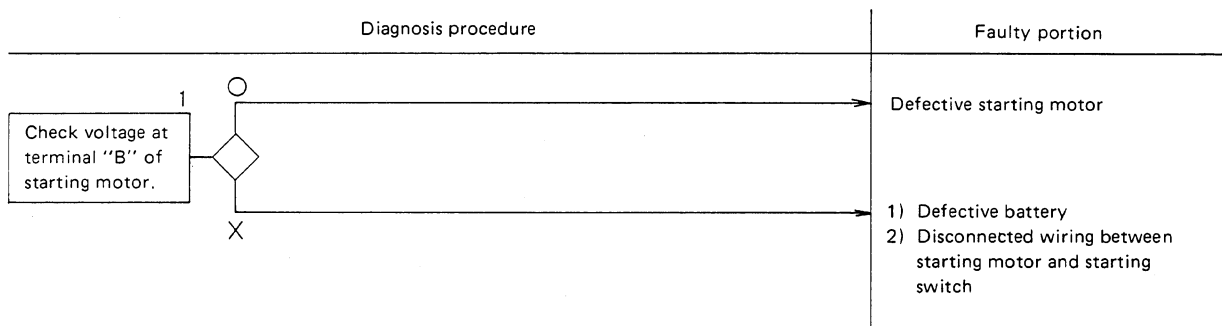 Diagnosis procedure
Faulty portion
1
O
Check voltage at
terminal "B" of
starting motor.
Defective starting motor
X
1) Defective battery
2) Disconnected wiring between
starting motor and starting
switch